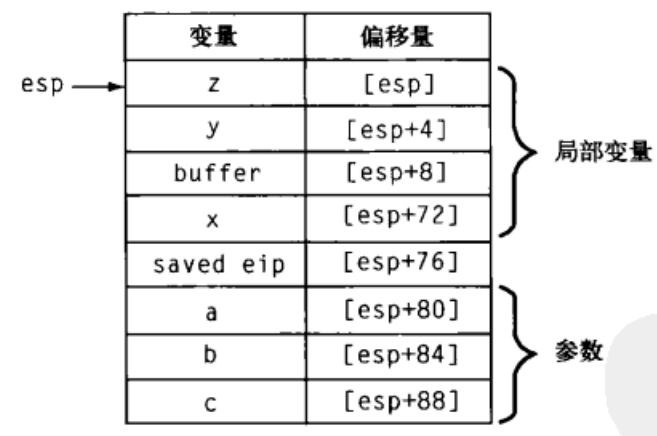 变量 偏移量
esp z [esp]
y [esp+4]
局部变量
buffer [esp+8]
x [esp+72]
saved eip [esp+76]
a [esp+80]
b [esp+84]
参数
c [esp+88]